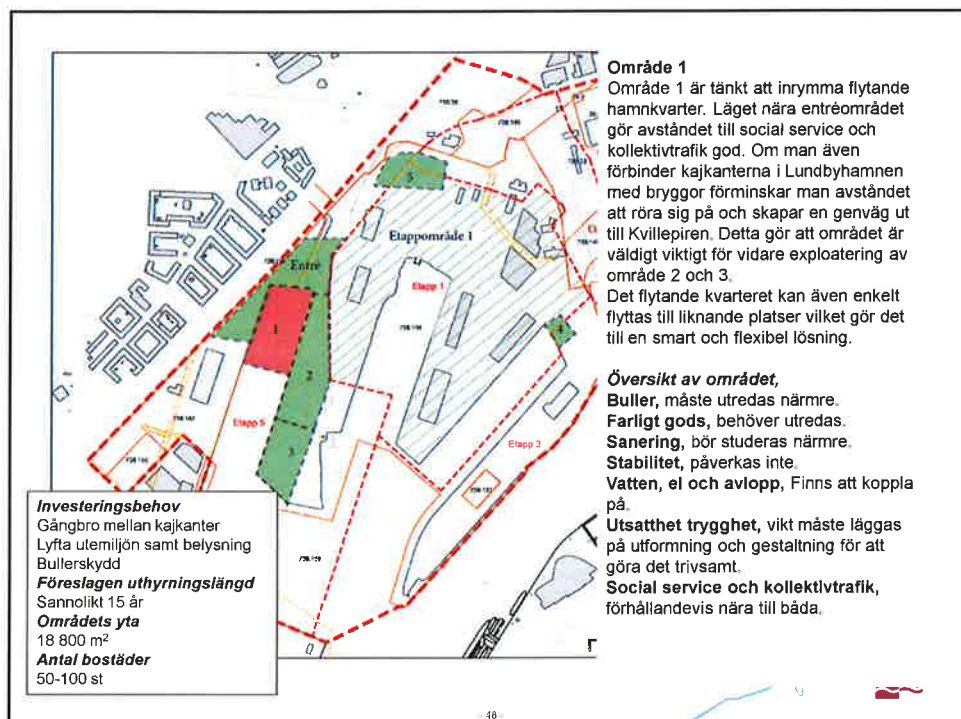 Område 1
Område 1 är tänkt att inrymma flytande
hamnkvarter. Läget nära entréområdet
gör avståndet till social service och
kollektivtrafik god. Om man även
förbinder kajkanterna i Lundbyhamnen
med bryggor förminskar man avståndet
att röra sig på och skapar en genväg ut
till Kvillepiren. Detta gör att området är
väldigt viktigt för vidare exploatering av
område 2 och 3.
Det flytande kvarteret kan även enkelt
flyttas till liknande platser vilket gör det
till en smart och flexibel lösning.
Översikt av området,
Buller, måste utredas närmre.
Farligt gods, behöver utredas.
Sanering, bör studeras närmre.
Stabilitet, påverkas inte.
Vatten, el och avlopp, Finns att koppla
på.
Utsatthet trygghet, vikt måste läggas
på utformning och gestaltning för att
göra det trivsamt.
Social service och kollektivtrafik,
förhållandevis nära till båda.
5
Etappområde 1
Entré
Etapp 1
1
4
2
Etapp 5
3
Etapp 3
Investeringsbehov
Gångbro mellan kajkanter
Lyfta utemiljön samt belysning
Bullerskydd
Föreslagen uthyrningslängd
Sannolikt 15 år
Områdets yta
18 800 m²
Antal bostäder
50-100 st
- 48 -